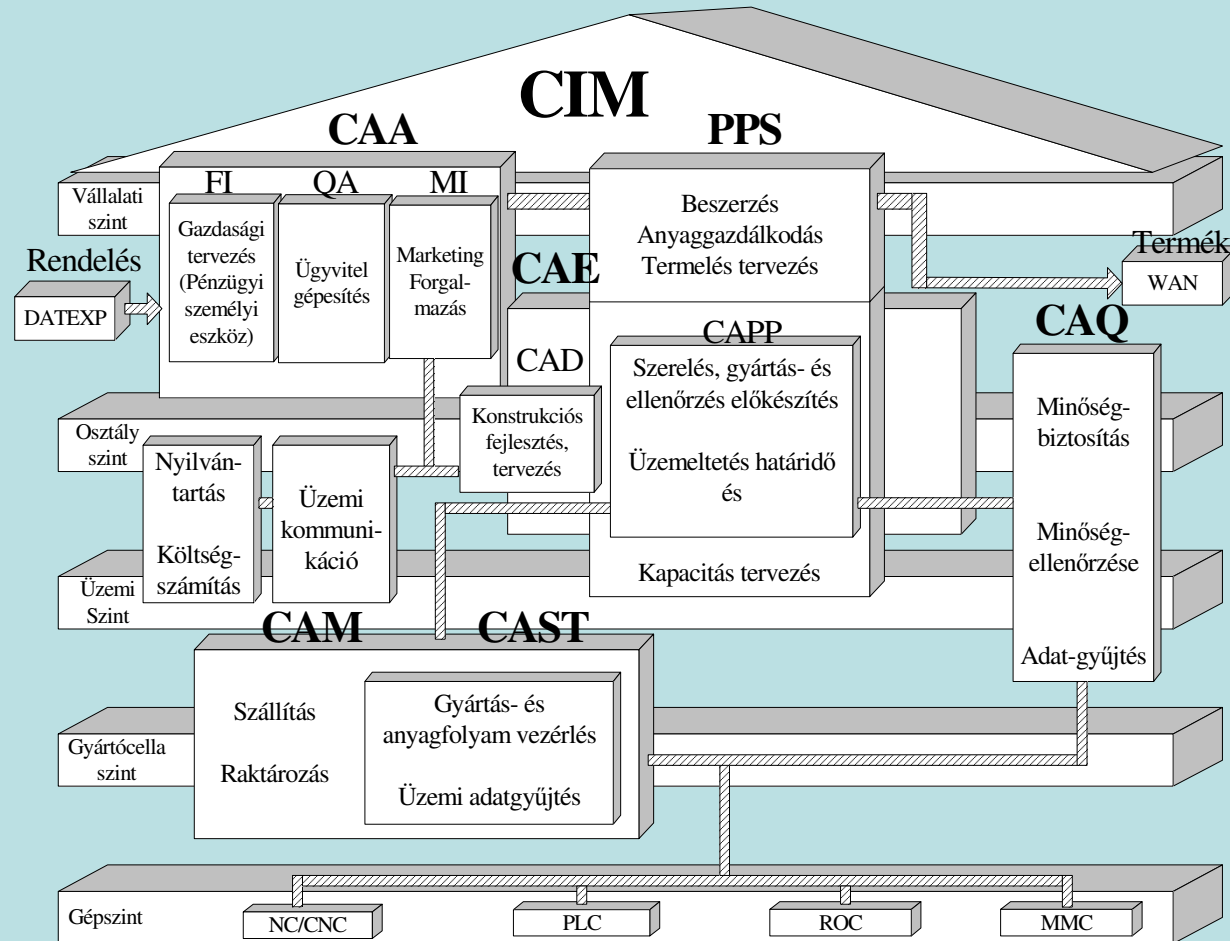 CIM
CAA
PPS
FI
QA
MI
Vállalati
szint
Gazdasági
tervezés
(Pénzügyi
személyi
eszköz)
Ügyvitel
gépesítés
Marketing
Forgal-
mazás
Beszerzés
Anyaggazdálkodás
Termelés tervezés
Rendelés
DATEXP
Termék
WAN
CAE
CAD
CAPP
CAQ
Szerelés, gyártás- és
ellenőrzés előkészítés
Üzemeltetés határidő
és
Kapacitás tervezés
Konstrukciós
fejlesztés,
tervezés
Minőség-
biztosítás
Minőség-
ellenőrzése
Adat-gyűjtés
Osztály
szint
Nyilván-
tartás
Költség-
számítás
Üzemi
kommuni-
káció
Üzemi
Szint
CAM
CAST
Szállítás
Raktározás
Gyártás- és
anyagfolyam vezérlés
Üzemi adatgyűjtés
Gyártócella
szint
Gépszint
NC/CNC
PLC
ROC
MMC